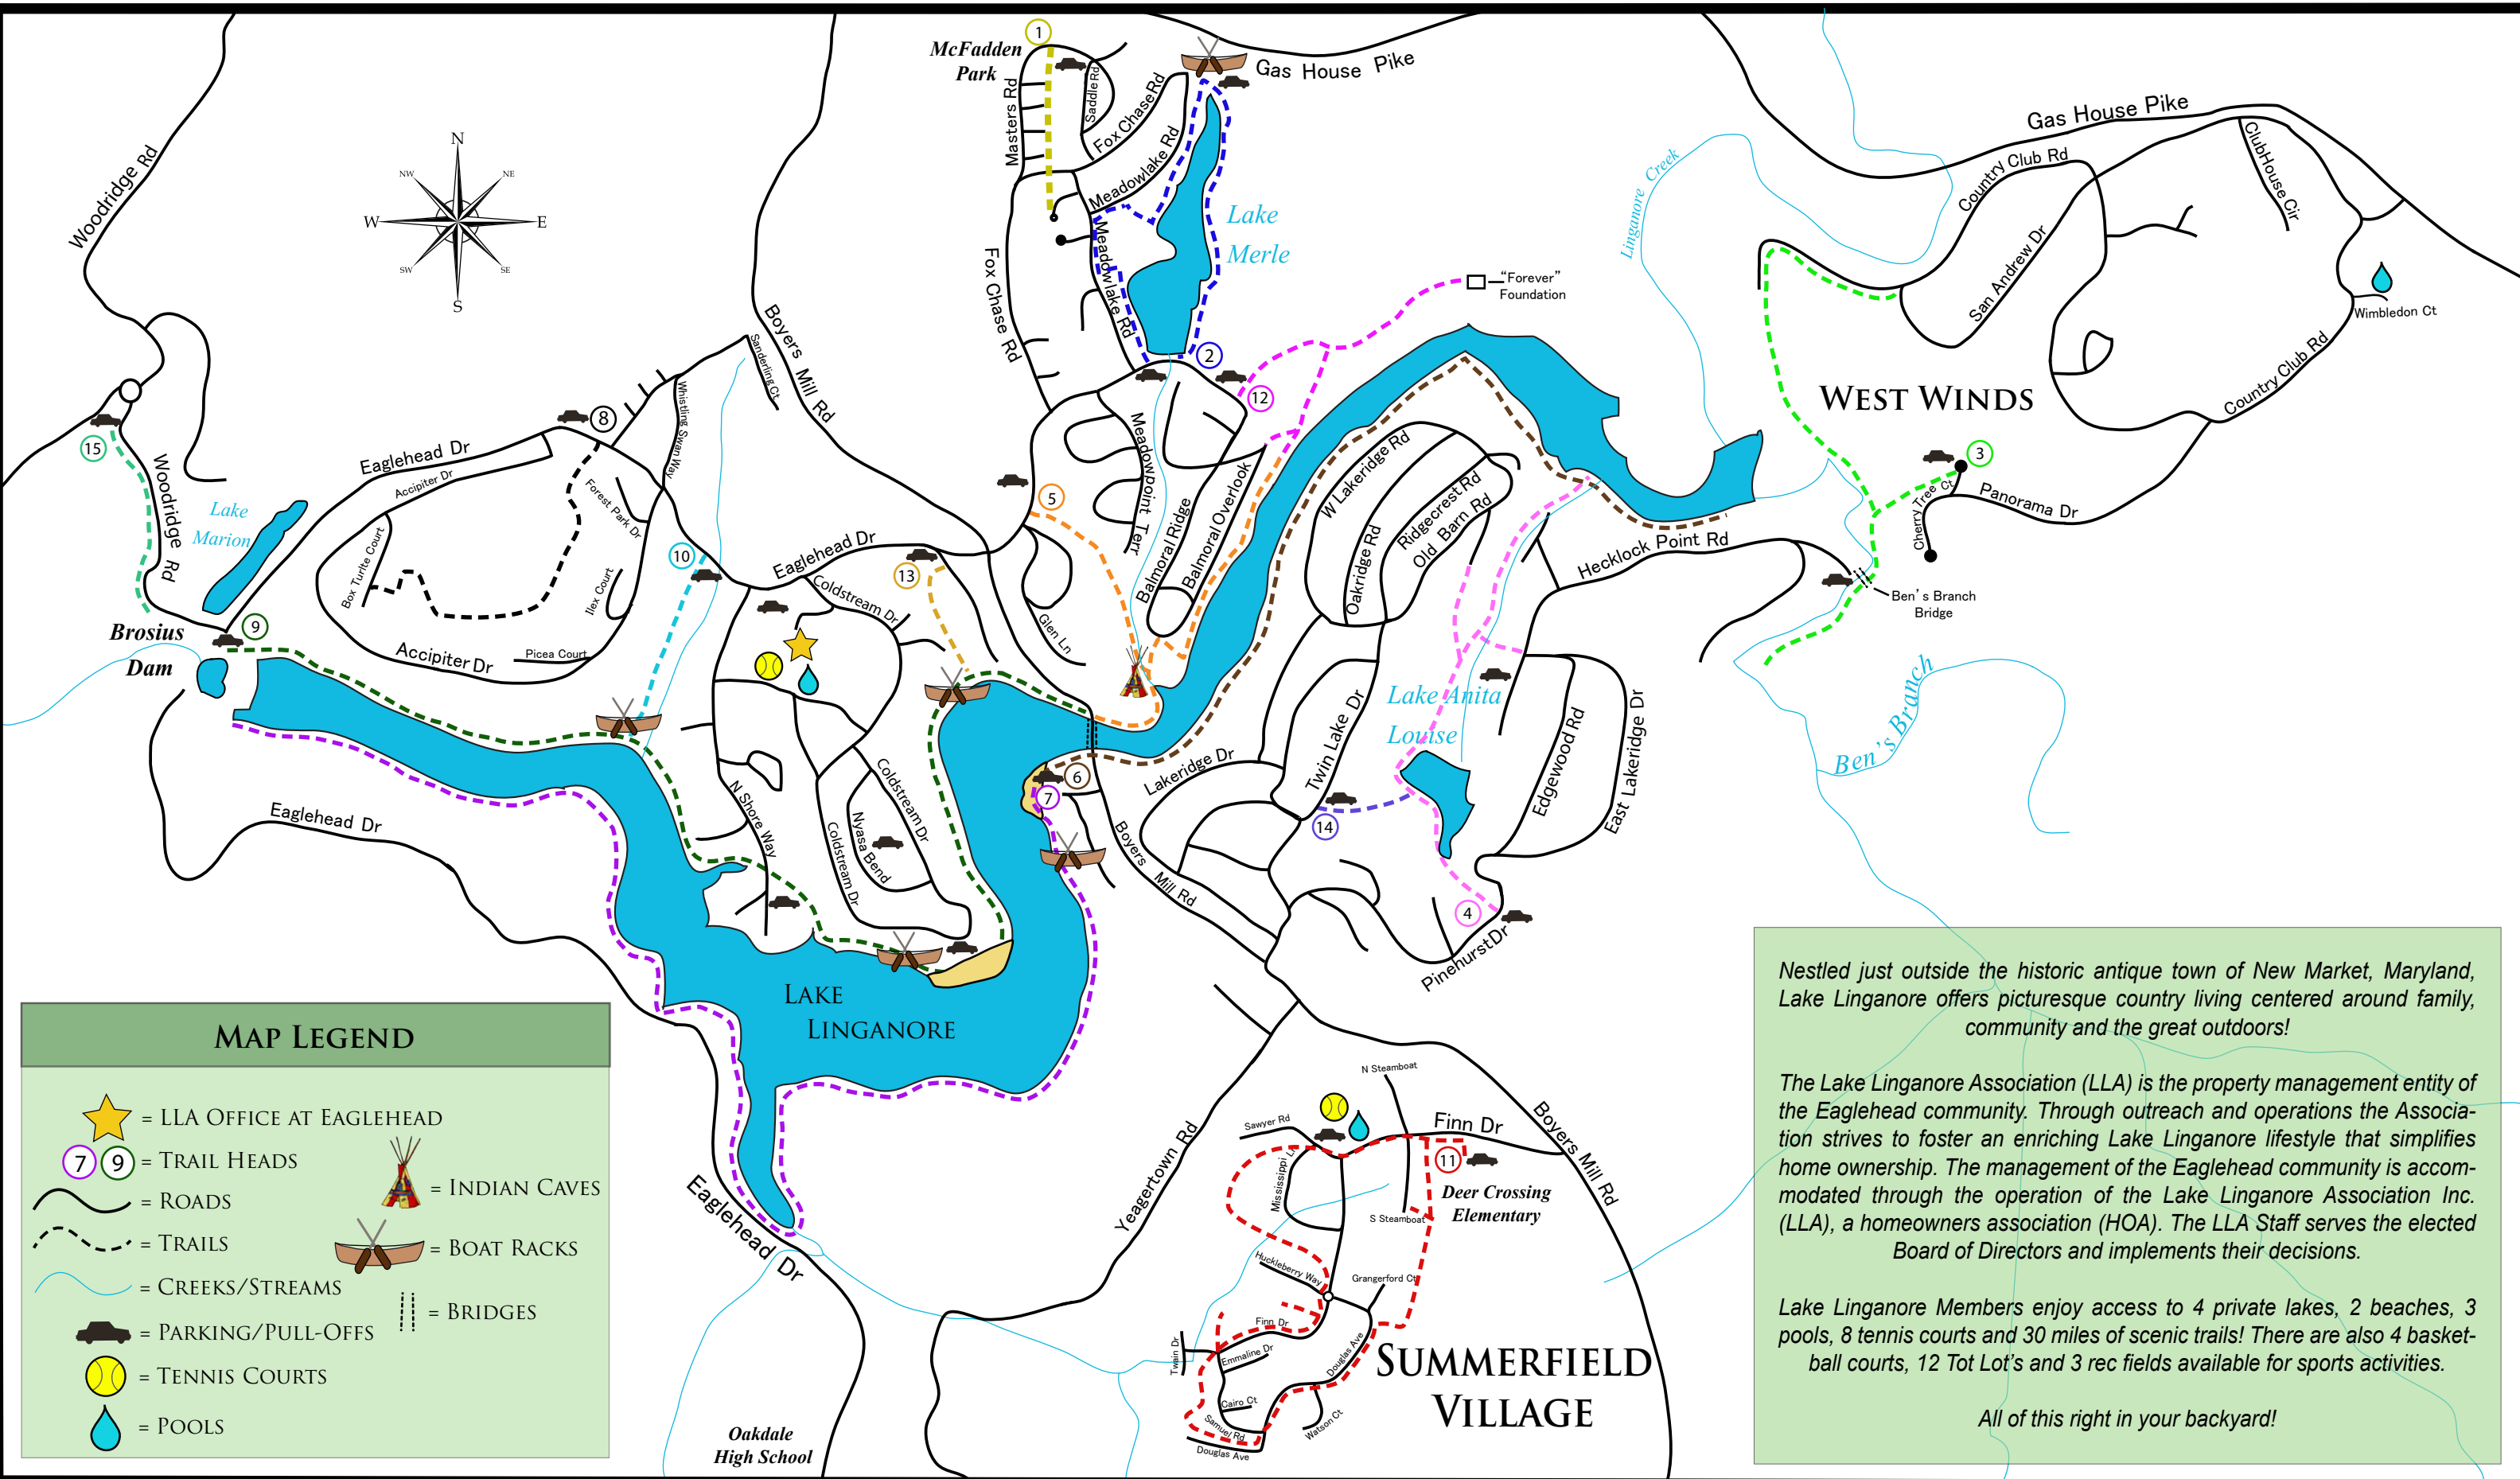 McFadden
Park
1
Masters Rd
Saddle Rd
Fox Chase Rd
Meadowlake Rd
Meadowlake Rd
Fox Chase Rd
Gas House Pike
Lake
Merle
2
12
"Forever"
Foundation
Linganore Creek
Gas House Pike
Country Club Rd
ClubHouse Cir
San Andrew Dr
Wimbledon Ct
Country Club Rd
West Winds
3
Cherry Tree Ct
Panorama Dr
Ben's Branch
Bridge
Ben's Branch
Hecklock Point Rd
Woodridge Rd
N
NE
E
SE
S
SW
W
NW
15
Woodridge Rd
Lake
Marion
Eaglehead Dr
Accipiter Dr
8
Whistling Swan Way
Sanderling Ct
Boyers Mill Rd
Forest Park Dr
Box Turlte Court
Ilex Court
Picea Court
Accipiter Dr
Brosius
Dam
9
10
Eaglehead Dr
Coldstream Dr
13
5
Glen Ln
Meadowpoint Terr
Balmoral Ridge
Balmoral Overlook
W Lakeridge Rd
Oakridge Rd
Ridgecrest Rd
Old Barn Rd
Lake Anita
Louise
Twin Lake Dr
Lakeridge Dr
Edgewood Rd
East Lakeridge Dr
14
4
Pinehurst Dr
6
7
Boyers Mill Rd
N Shore Way
Coldstream Dr
Nyasa Bend
Coldstream Dr
Eaglehead Dr
Lake
Linganore
Eaglehead Dr
Oakdale
High School
Yeagertown Rd
N Steamboat
Finn Dr
Boyers Mill Rd
Sawyer Rd
Mississippi Ln
11
Deer Crossing
Elementary
S Steamboat
Huckleberry Way
Grangerford Ct
Finn Dr
Twain Dr
Emmaline Dr
Douglas Ave
Cairo Ct
Samuel Rd
Watson Ct
Douglas Ave
Summerfield
Village
Map Legend
= LLA Office at Eaglehead
7 9 = Trail Heads
= Roads
= Trails
= Creeks/Streams
= Parking/Pull-Offs
= Tennis Courts
= Pools
= Indian Caves
= Boat Racks
= Bridges
Nestled just outside the historic antique town of New Market, Maryland,
Lake Linganore offers picturesque country living centered around family,
community and the great outdoors!
The Lake Linganore Association (LLA) is the property management entity of
the Eaglehead community. Through outreach and operations the Associa-
tion strives to foster an enriching Lake Linganore lifestyle that simplifies
home ownership. The management of the Eaglehead community is accom-
modated through the operation of the Lake Linganore Association Inc.
(LLA), a homeowners association (HOA). The LLA Staff serves the elected
Board of Directors and implements their decisions.
Lake Linganore Members enjoy access to 4 private lakes, 2 beaches, 3
pools, 8 tennis courts and 30 miles of scenic trails! There are also 4 basket-
ball courts, 12 Tot Lot's and 3 rec fields available for sports activities.
All of this right in your backyard!